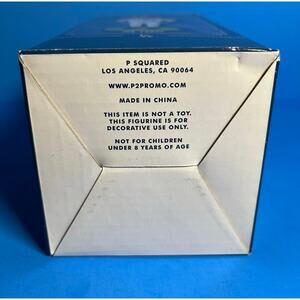 P SQUARED
LOS ANGELES, CA 90064
WWW.P2PROMO.COM
MADE IN CHINA
THIS ITEM IS NOT A TOY.
THIS FIGURINE IS FOR
DECORATIVE USE ONLY.
NOT FOR CHILDREN
UNDER 8 YEARS OF AGE